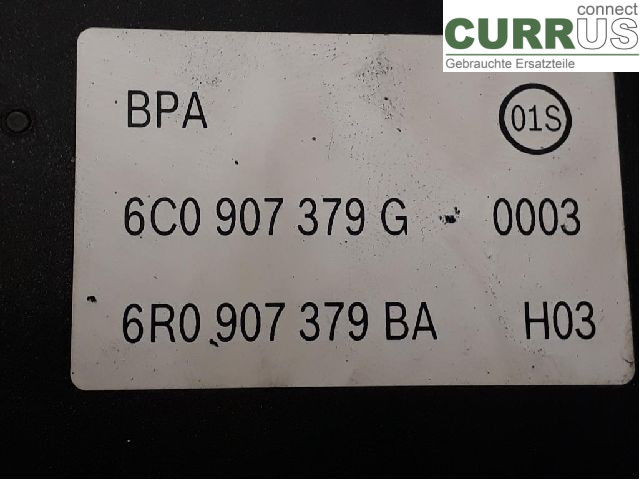 connect
CURRUS
Gebrauchte Ersatzteile
BPA 01S
6C0 907 379 G 0003
6R0 907 379 BA H03